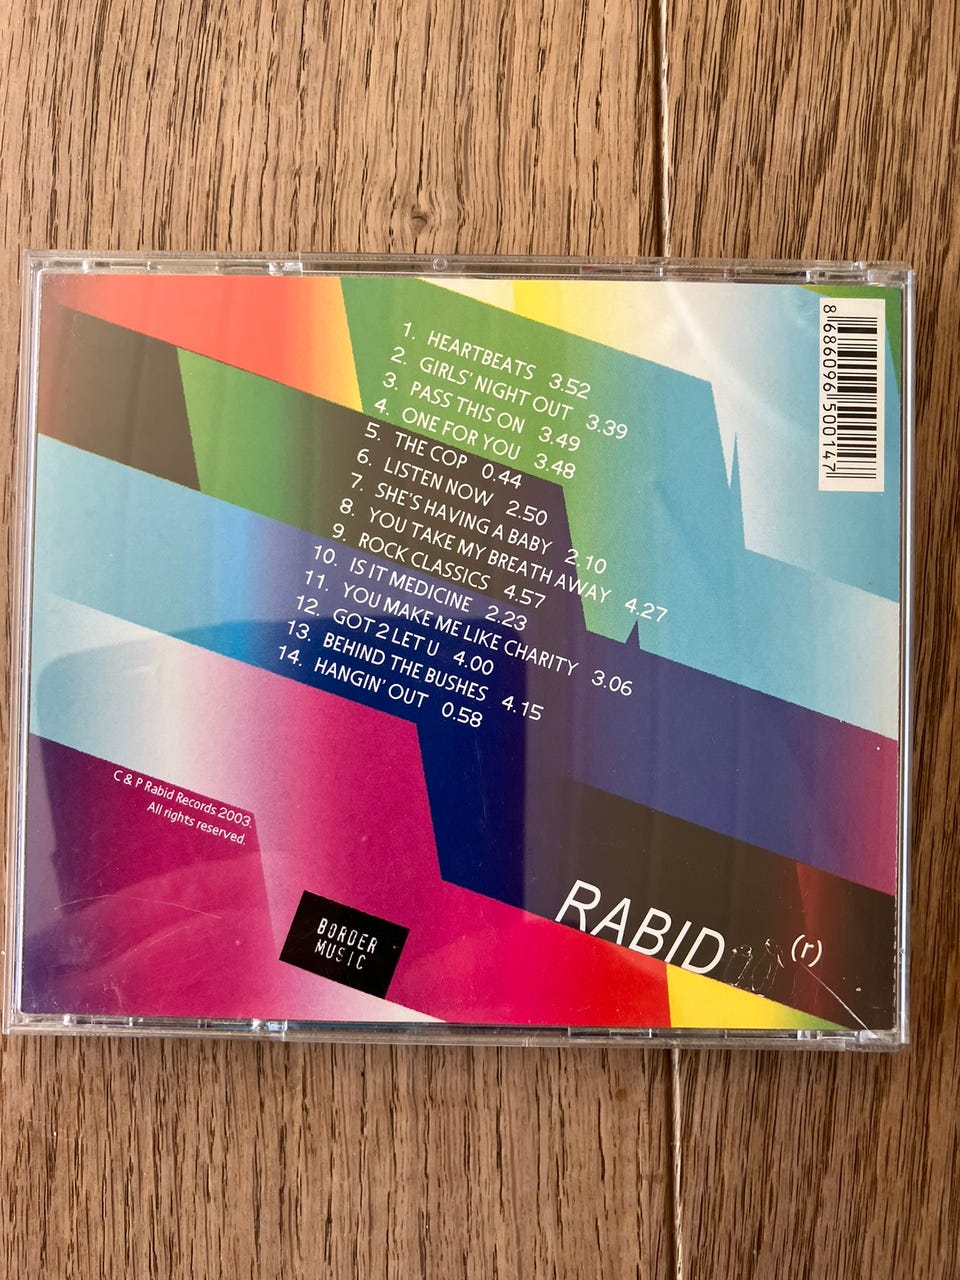 1. HEARTBEATS 3.52
2. GIRLS' NIGHT OUT 3.39
3. PASS THIS ON 3.49
4. ONE FOR YOU 3.48
5. THE COP 0.44
6. LISTEN NOW 2.50
7. SHE'S HAVING A BABY 2.10
8. YOU TAKE MY BREATH AWAY 4.27
9. ROCK CLASSICS 4.57
10. IS IT MEDICINE 2.23
11. YOU MAKE ME LIKE CHARITY 3.06
12. GOT 2 LET U 4.00
13. BEHIND THE BUSHES 4.15
14. HANGIN' OUT 0.58
8 686096 500147
C & P Rabid Records 2003.
All rights reserved.
BORDER
MUSIC
RABID (r)